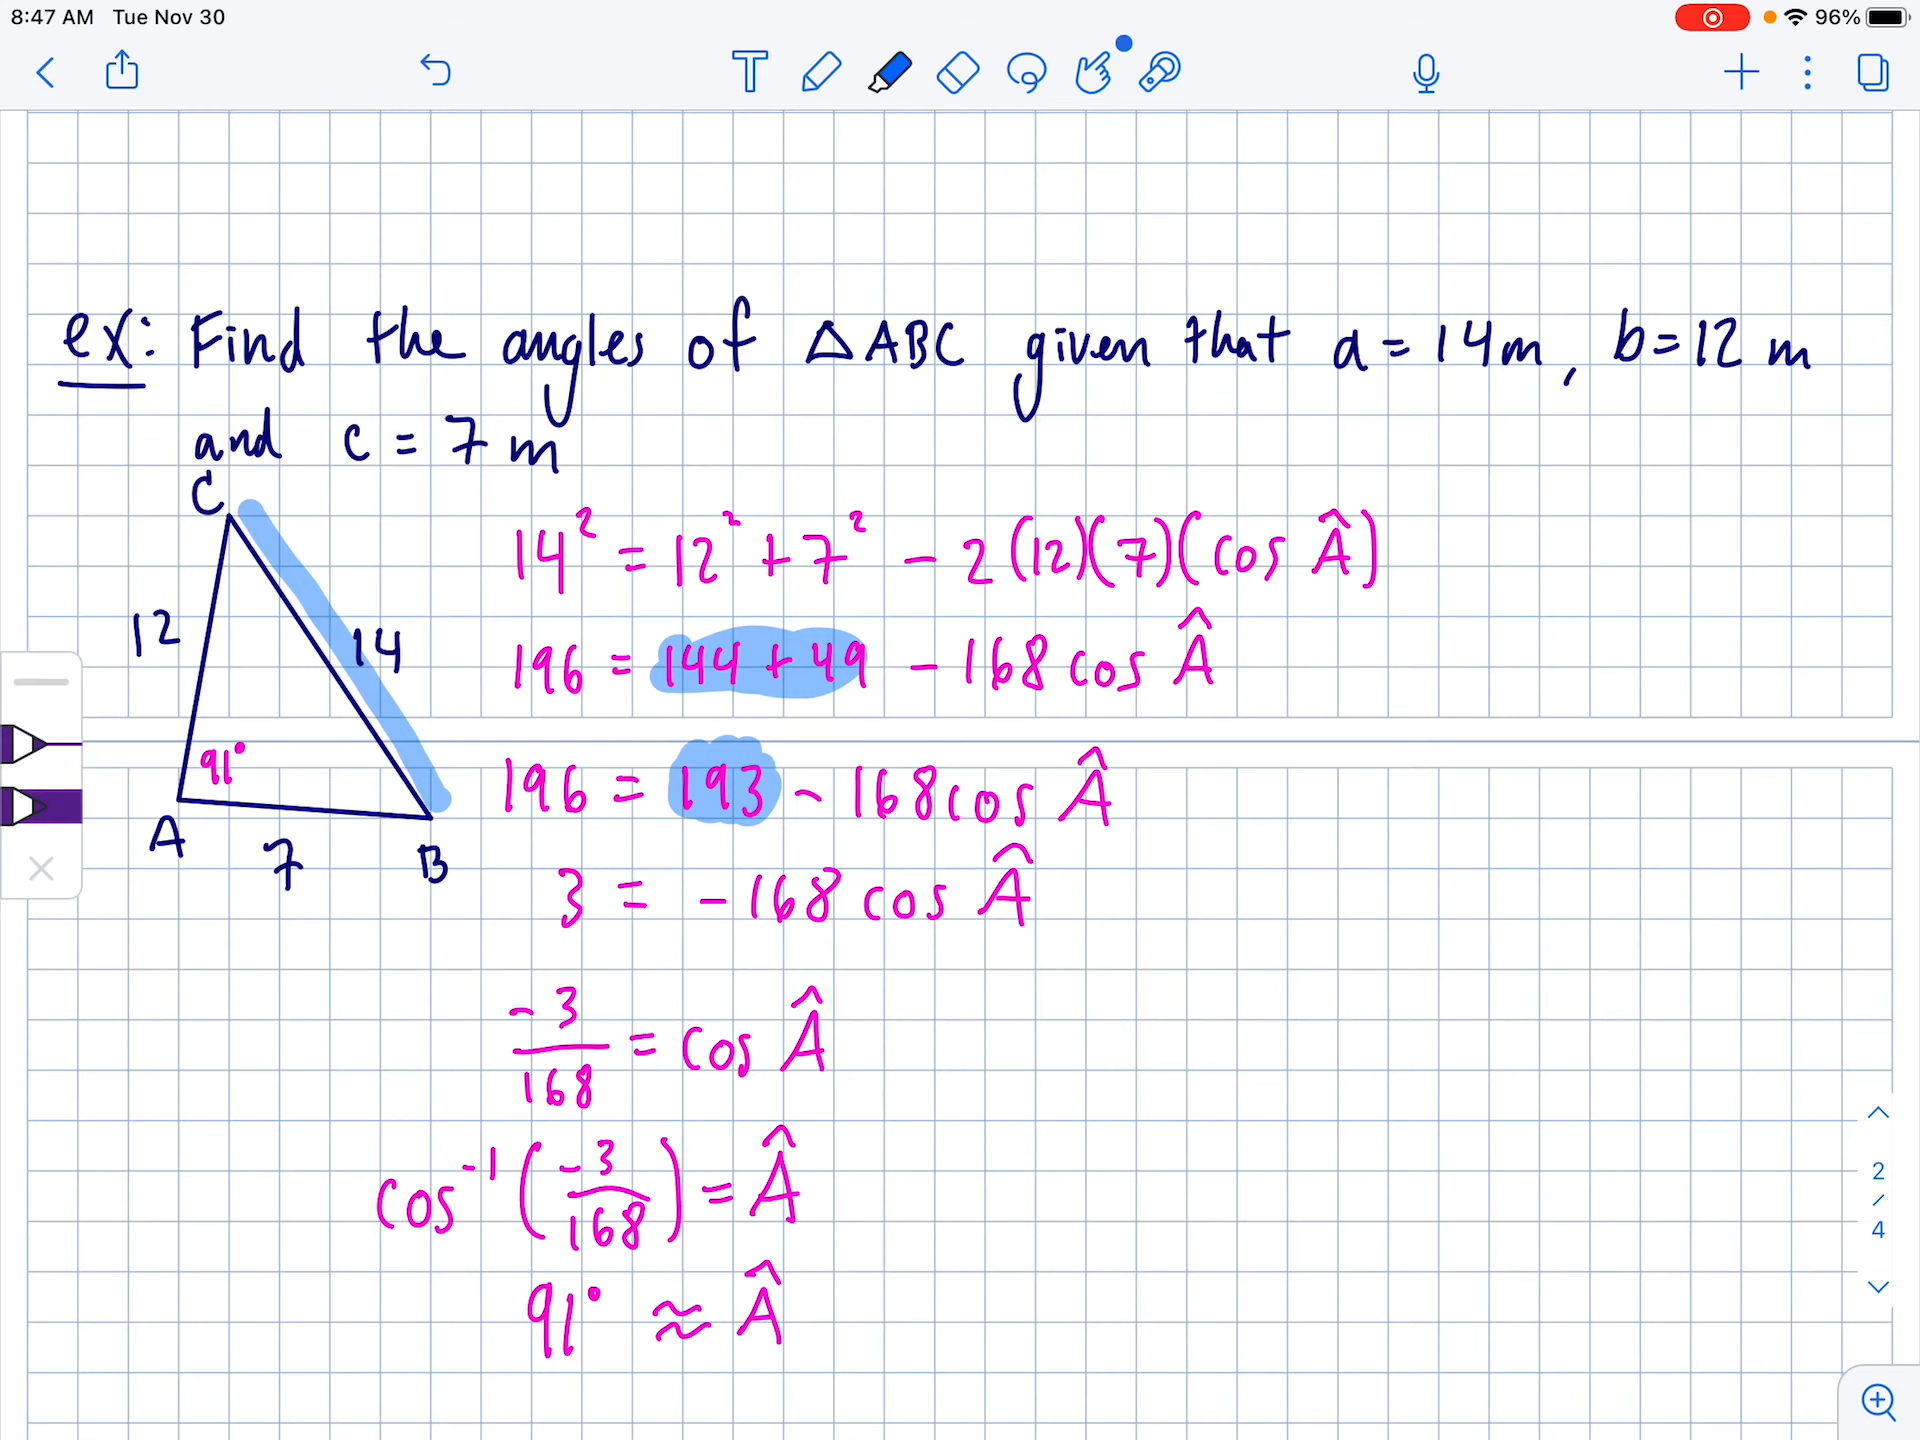 8:47 AM Tue Nov 30
96%
T
ex: Find the angles of △ABC given that a = 14m, b = 12 m
and c = 7 m
C
12
14
91°
A
7
B
14² = 12² + 7² - 2(12)(7)(cos Â)
196 = 144 + 49 - 168 cos Â
196 = 193 - 168 cos Â
3 = -168 cos Â
-3/168 = cos Â
cos⁻¹(-3/168) = Â
91° ≈ Â
2
/
4